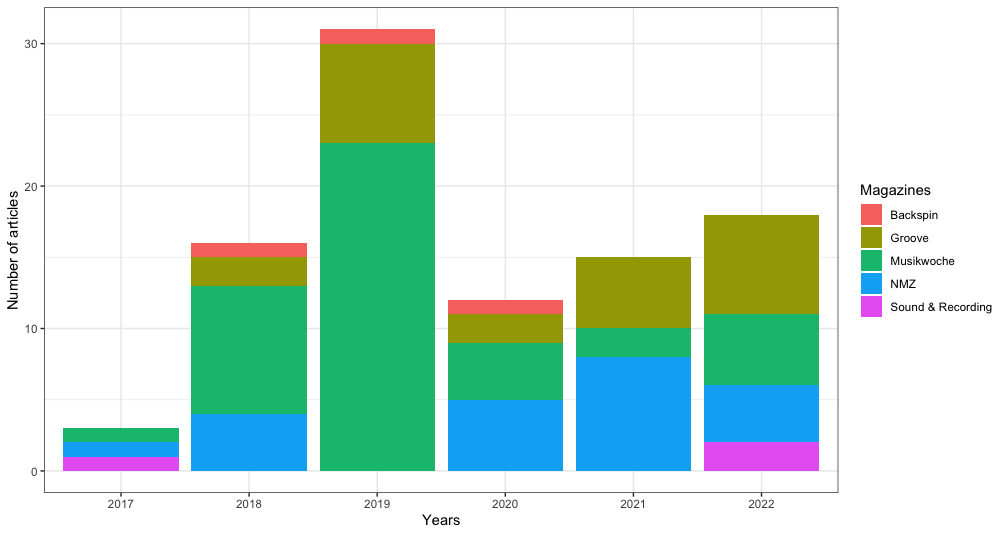 Number of articles
30
20
10
0
2017
2018
2019
2020
2021
2022
Years
Magazines
Backspin
Groove
Musikwoche
NMZ
Sound & Recording